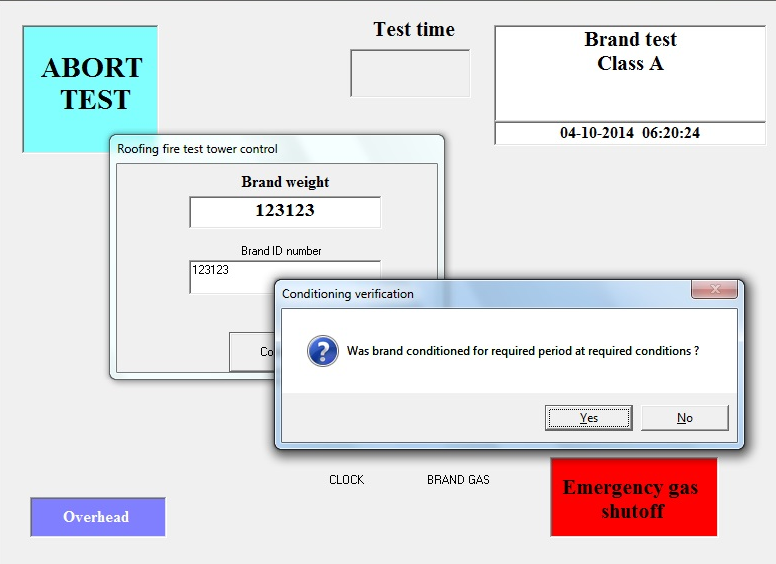 ABORT
TEST
Test time
Brand test
Class A
04-10-2014 06:20:24
Roofing fire test tower control
Brand weight
123123
Brand ID number
123123
Co
Conditioning verification
Was brand conditioned for required period at required conditions ?
Yes
No
CLOCK
BRAND GAS
Emergency gas
shutoff
Overhead